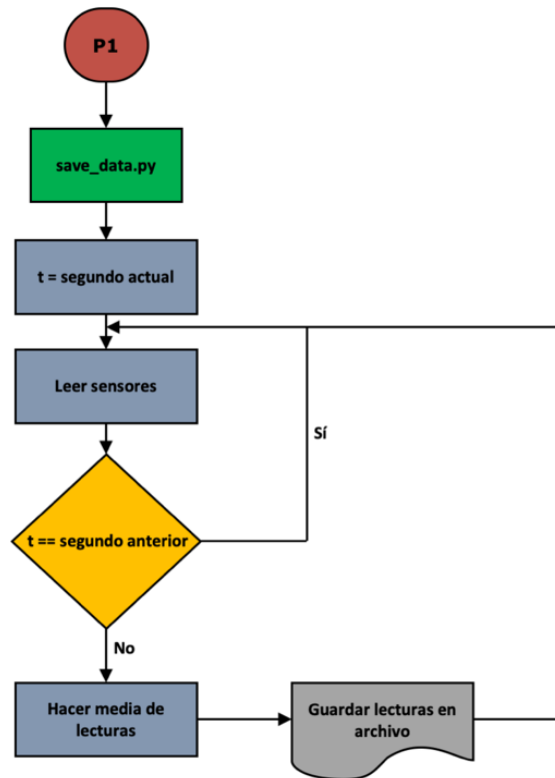 P1
save_data.py
t = segundo actual
Leer sensores
Sí
t == segundo anterior
No
Hacer media de
lecturas
Guardar lecturas en
archivo